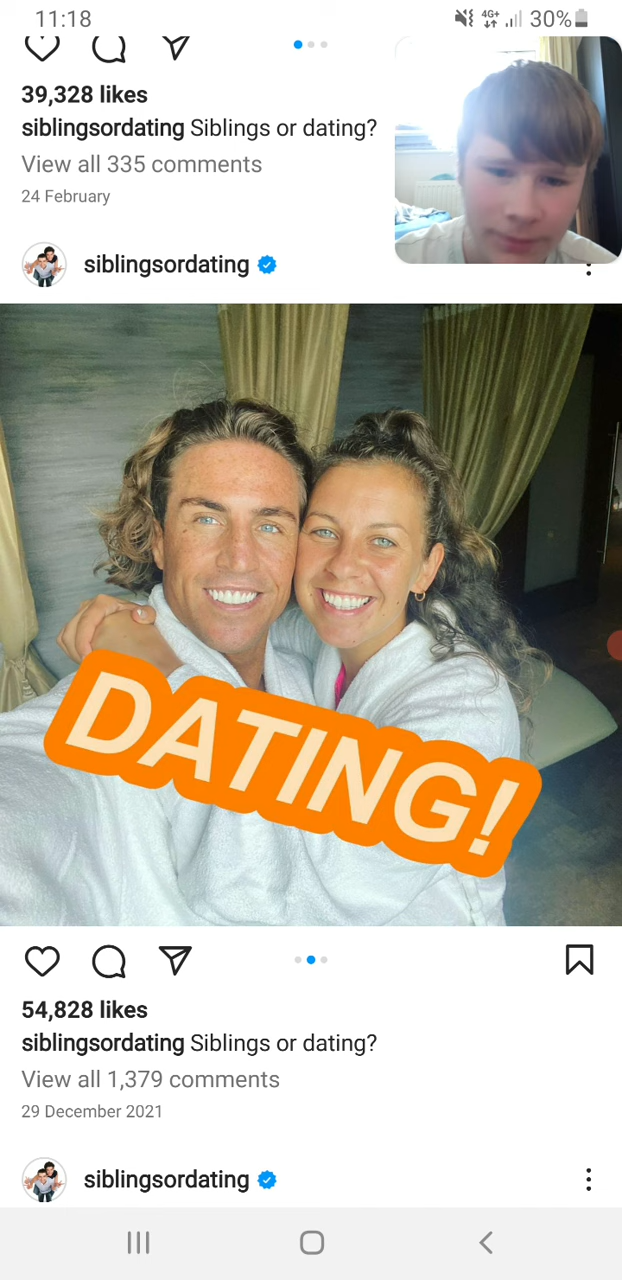 11:18
4G+
30%
39,328 likes
siblingsordating Siblings or dating?
View all 335 comments
24 February
siblingsordating
DATING!
54,828 likes
siblingsordating Siblings or dating?
View all 1,379 comments
29 December 2021
siblingsordating